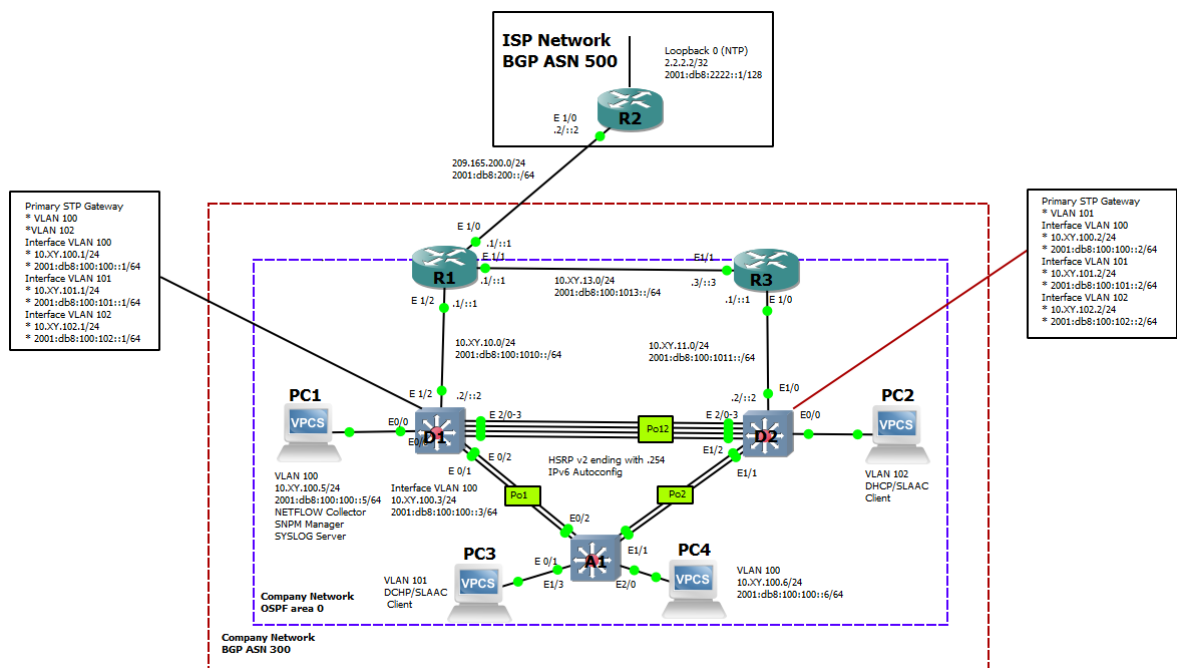 ISP Network
BGP ASN 500
Loopback 0 (NTP)
2.2.2.2/32
2001:db8:2222::1/128
R2
E 1/0
.2/::2
209.165.200.0/24
2001:db8:200::/64
Primary STP Gateway
* VLAN 100
*VLAN 102
Interface VLAN 100
* 10.XY.100.1/24
* 2001:db8:100:100::1/64
Interface VLAN 101
* 10.XY.101.1/24
* 2001:db8:100:101::1/64
Interface VLAN 102
* 10.XY.102.1/24
* 2001:db8:100:102::1/64
Primary STP Gateway
* VLAN 101
Interface VLAN 100
* 10.XY.100.2/24
* 2001:db8:100:100::2/64
Interface VLAN 101
* 10.XY.101.2/24
* 2001:db8:100:101::2/64
Interface VLAN 102
* 10.XY.102.2/24
* 2001:db8:100:102::2/64
E 1/0
.1/::1
E 1/1
.1/::1
R1
E 1/2
.1/::1
10.XY.13.0/24
2001:db8:100:1013::/64
E1/1
.3/::3
R3
.1/::1
E 1/0
10.XY.10.0/24
2001:db8:100:1010::/64
10.XY.11.0/24
2001:db8:100:1011::/64
E 1/2
.2/::2
E1/0
.2/::2
PC1
VPCS
E0/0
D1
E 2/0-3
Po12
E 2/0-3
D2
E0/0
PC2
VPCS
E 0/2
E 0/1
HSRP v2 ending with .254
IPv6 Autoconfig
E1/2
E1/1
VLAN 102
DHCP/SLAAC
Client
VLAN 100
10.XY.100.5/24
2001:db8:100:100::5/64
NETFLOW Collector
SNPM Manager
SYSLOG Server
Interface VLAN 100
10.XY.100.3/24
2001:db8:100:100::3/64
Po1
Po2
E0/2
E1/1
A1
PC3
VPCS
E 0/1
E1/3
E2/0
PC4
VPCS
VLAN 101
DCHP/SLAAC
Client
VLAN 100
10.XY.100.6/24
2001:db8:100:100::6/64
Company Network
OSPF area 0
Company Network
BGP ASN 300